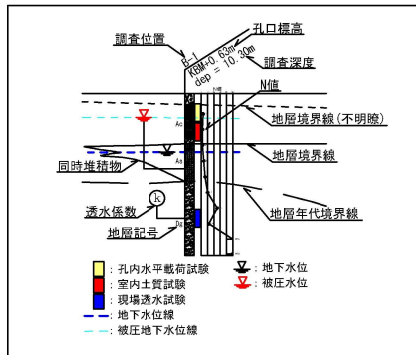 調査位置
孔口標高
B-1
KBM+0.63m
dep = 10.30m
調査深度
N値
N値
地層境界線(不明瞭)
Ac
地層境界線
同時堆積物
As
k
透水係数
地層年代境界線
Dg
地層記号
: 孔内水平載荷試験
: 室内土質試験
: 現場透水試験
: 地下水位線
: 被圧地下水位線
: 地下水位
: 被圧水位